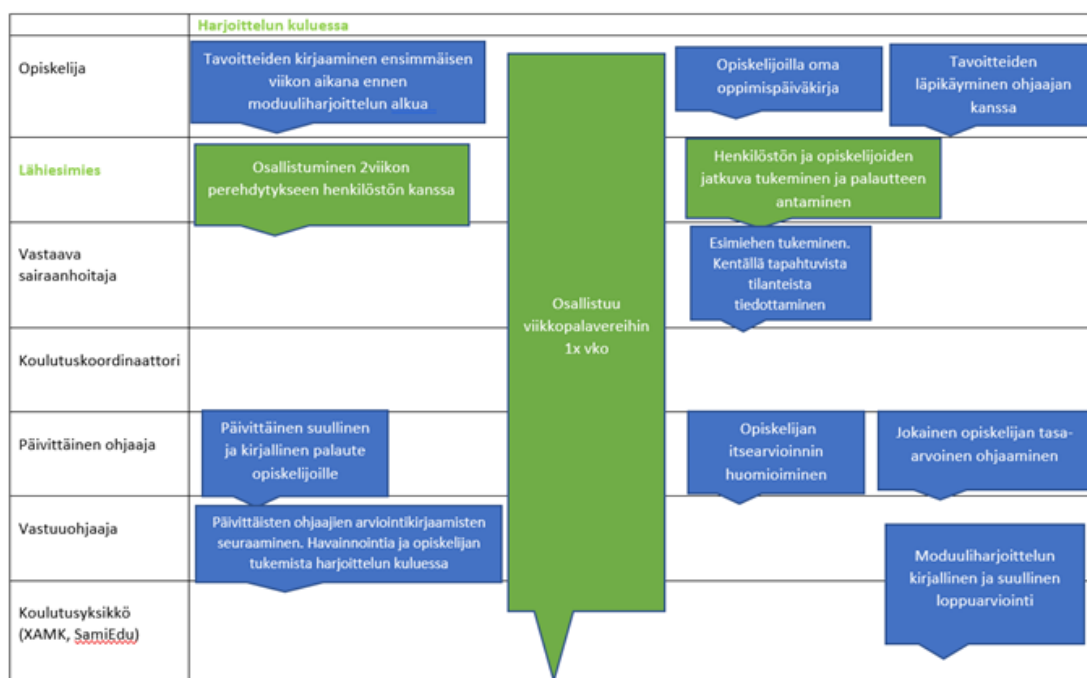 Harjoittelun kuluessa
Opiskelija
Tavoitteiden kirjaaminen ensimmäisen
viikon aikana ennen
moduuliharjoittelun alkua
Opiskelijoilla oma
oppimispäiväkirja
Tavoitteiden
läpikäyminen ohjaajan
kanssa
Lähiesimies
Osallistuminen 2viikon
perehdytykseen henkilöstön kanssa
Henkilöstön ja opiskelijoiden
jatkuva tukeminen ja palautteen
antaminen
Vastaava
sairaanhoitaja
Esimiehen tukeminen.
Kentällä tapahtuvista
tilanteista
tiedottaminen
Osallistuu
viikkopalavereihin
1x vko
Koulutuskoordinaattori
Päivittäinen ohjaaja
Päivittäinen suullinen
ja kirjallinen palaute
opiskelijoille
Opiskelijan
itsearvioinnin
huomioiminen
Jokainen opiskelijan tasa-
arvoinen ohjaaminen
Vastuuohjaaja
Päivittäisten ohjaajien arviointikirjaamisten
seuraaminen. Havainnointia ja opiskelijan
tukemista harjoittelun kuluessa
Moduuliharjoittelun
kirjallinen ja suullinen
loppuarviointi
Koulutusyksikkö
(XAMK, SamiEdu)